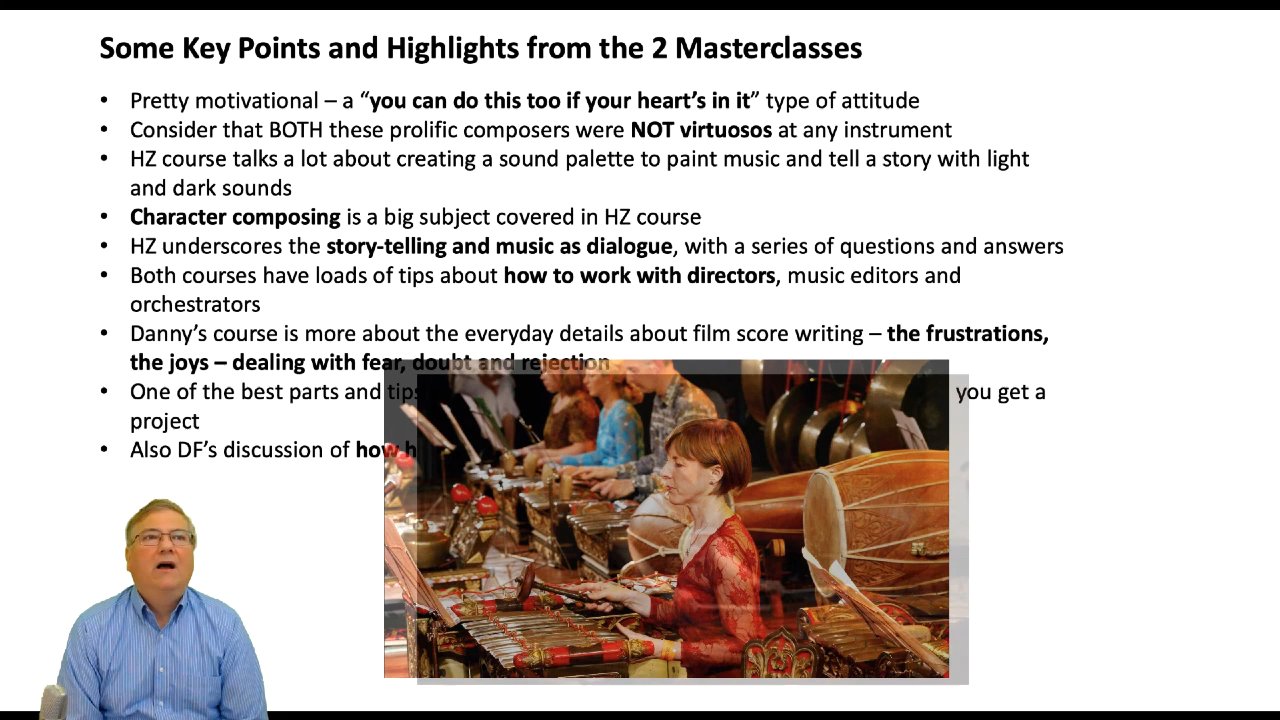 Some Key Points and Highlights from the 2 Masterclasses
• Pretty motivational – a “you can do this too if your heart’s in it” type of attitude
• Consider that BOTH these prolific composers were NOT virtuosos at any instrument
• HZ course talks a lot about creating a sound palette to paint music and tell a story with light
and dark sounds
• Character composing is a big subject covered in HZ course
• HZ underscores the story-telling and music as dialogue, with a series of questions and answers
• Both courses have loads of tips about how to work with directors, music editors and
orchestrators
• Danny’s course is more about the everyday details about film score writing – the frustrations,
the joys – dealing with fear, doubt and rejection
• One of the best parts and tips you get a
project
• Also DF’s discussion of how